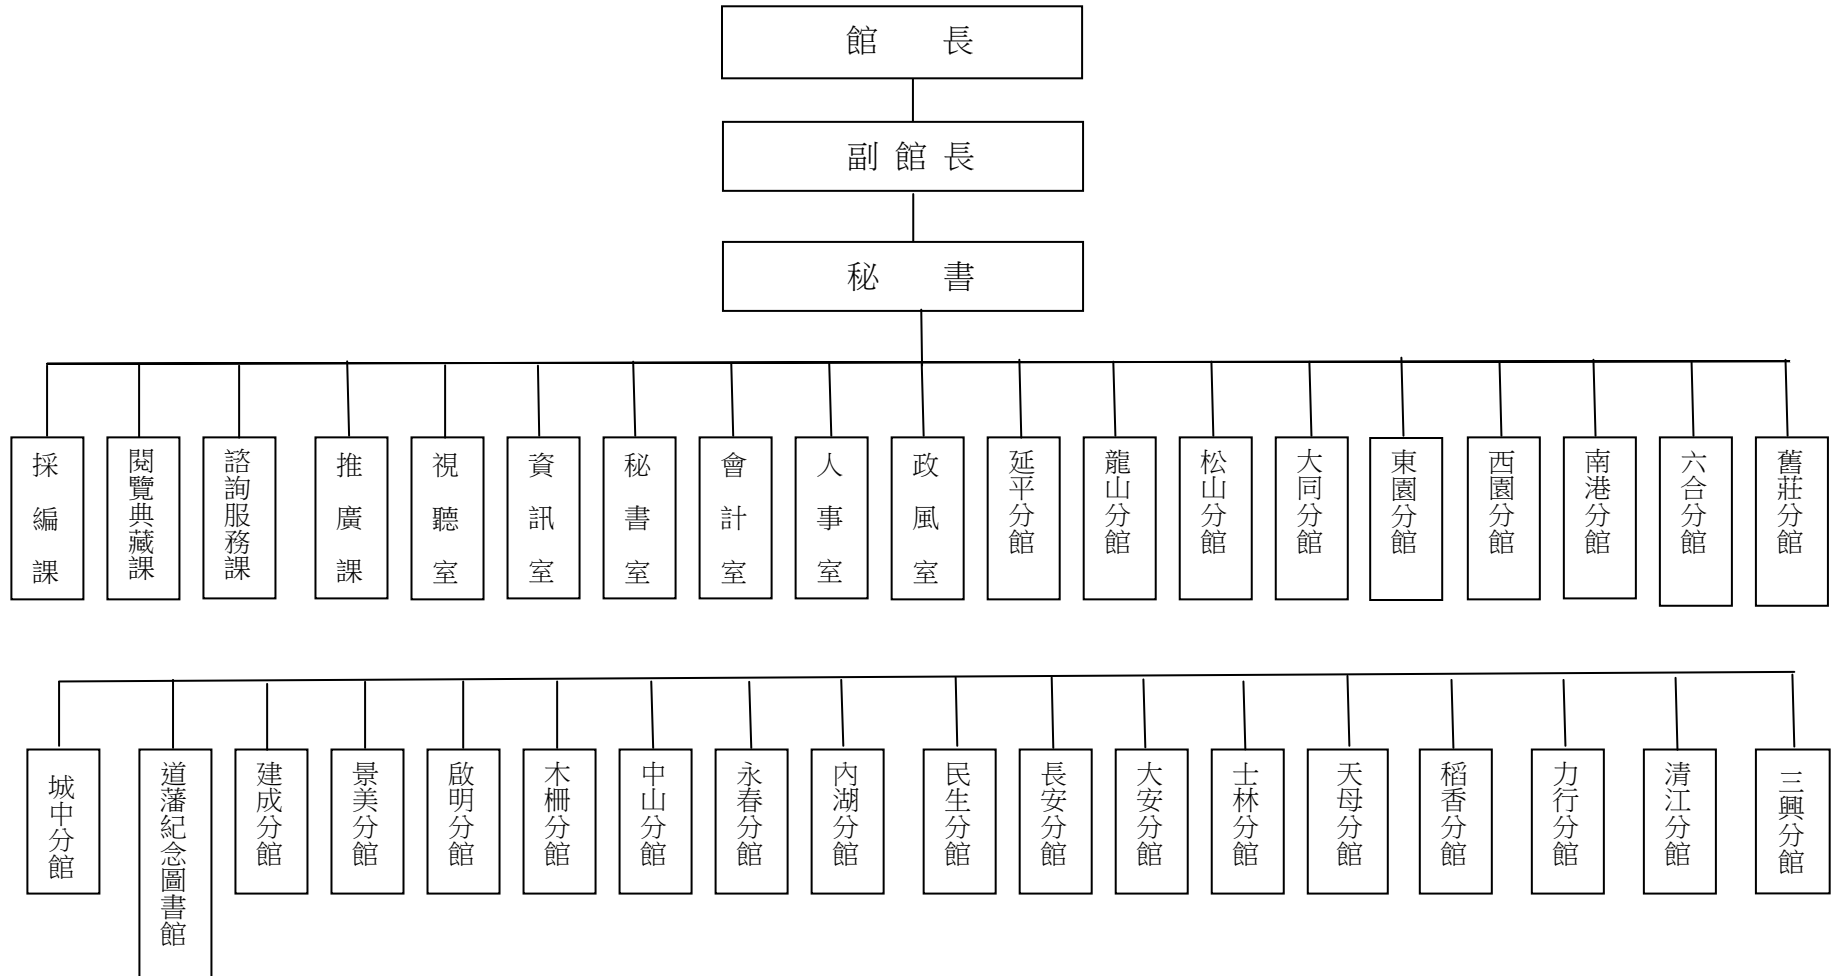 館 長
副館長
秘 書
採編課
閱覽典藏課
諮詢服務課
推廣課
視聽室
資訊室
秘書室
會計室
人事室
政風室
延平分館
龍山分館
松山分館
大同分館
東園分館
西園分館
南港分館
六合分館
舊莊分館
城中分館
道藩紀念圖書館
建成分館
景美分館
啟明分館
木柵分館
中山分館
永春分館
內湖分館
民生分館
長安分館
大安分館
士林分館
天母分館
稻香分館
力行分館
清江分館
三興分館